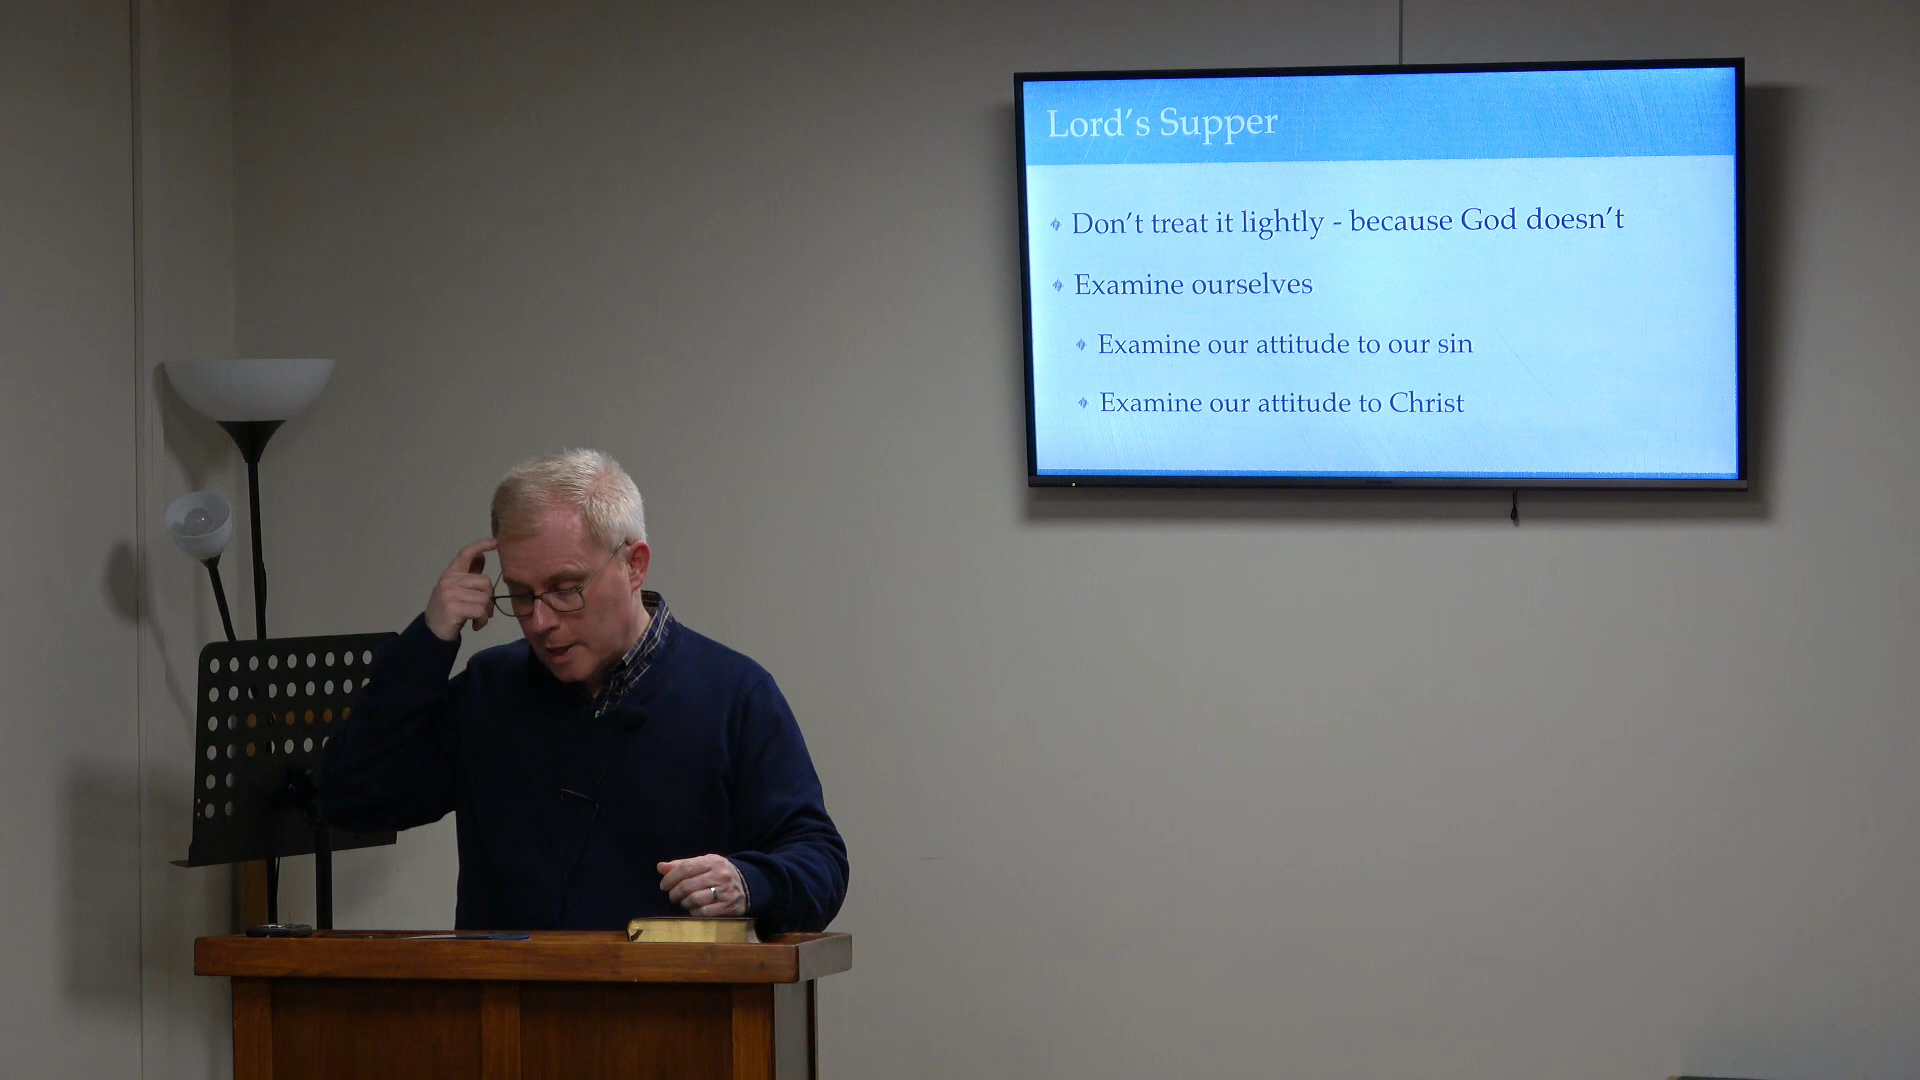 Lord’s Supper
Don’t treat it lightly - because God doesn’t
Examine ourselves
Examine our attitude to our sin
Examine our attitude to Christ